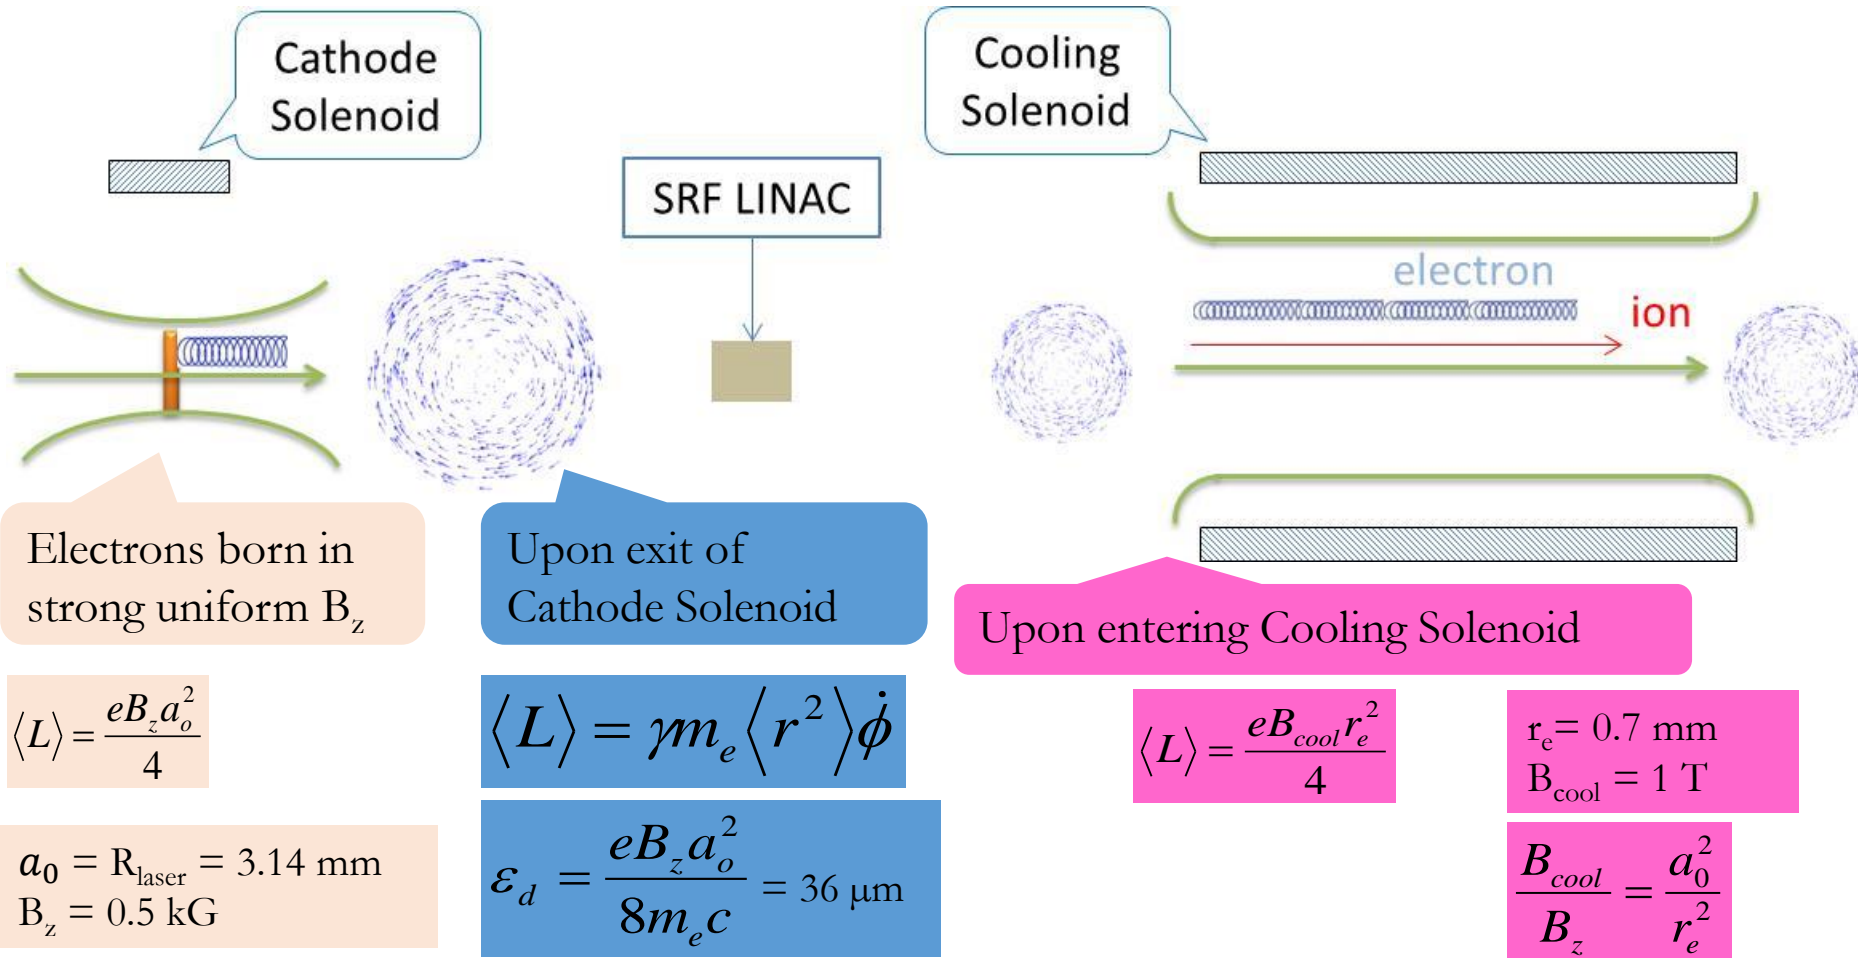 Cathode
Solenoid
Cooling
Solenoid
SRF LINAC
electron
ion
Electrons born in
strong uniform B_z
Upon exit of
Cathode Solenoid
Upon entering Cooling Solenoid
⟨L⟩ = eB_z a_o^2 / 4
⟨L⟩ = γm_e ⟨r^2⟩ϕ̇
⟨L⟩ = eB_cool r_e^2 / 4
r_e= 0.7 mm
B_cool = 1 T
a_0 = R_laser = 3.14 mm
B_z = 0.5 kG
ε_d = eB_z a_o^2 / 8m_e c = 36 μm
B_cool / B_z = a_0^2 / r_e^2